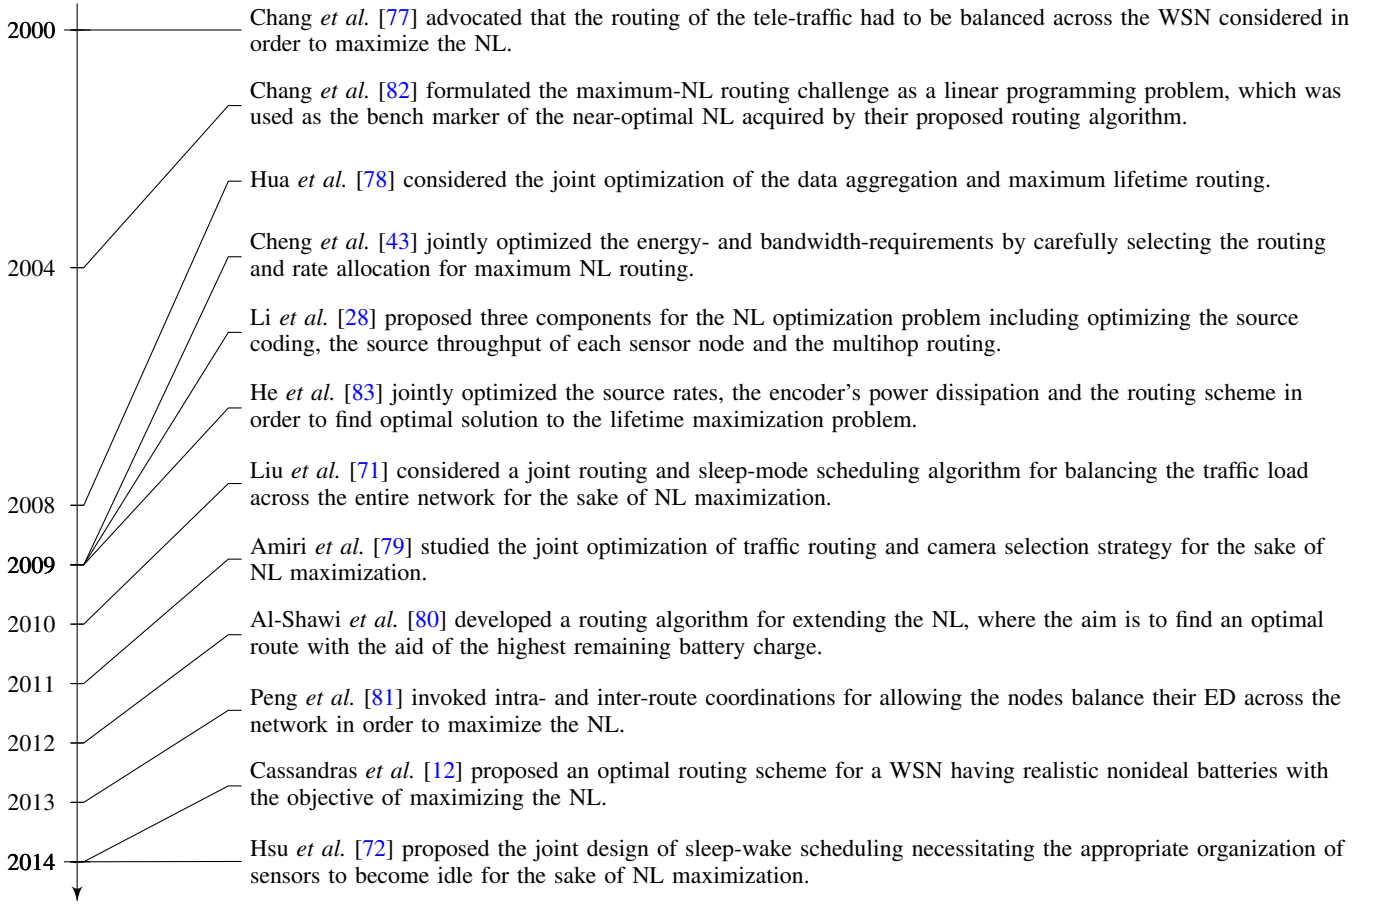 2000
Chang et al. [77] advocated that the routing of the tele-traffic had to be balanced across the WSN considered in
order to maximize the NL.
Chang et al. [82] formulated the maximum-NL routing challenge as a linear programming problem, which was
used as the bench marker of the near-optimal NL acquired by their proposed routing algorithm.
Hua et al. [78] considered the joint optimization of the data aggregation and maximum lifetime routing.
Cheng et al. [43] jointly optimized the energy- and bandwidth-requirements by carefully selecting the routing
and rate allocation for maximum NL routing.
2004
Li et al. [28] proposed three components for the NL optimization problem including optimizing the source
coding, the source throughput of each sensor node and the multihop routing.
He et al. [83] jointly optimized the source rates, the encoder's power dissipation and the routing scheme in
order to find optimal solution to the lifetime maximization problem.
Liu et al. [71] considered a joint routing and sleep-mode scheduling algorithm for balancing the traffic load
across the entire network for the sake of NL maximization.
2008
Amiri et al. [79] studied the joint optimization of traffic routing and camera selection strategy for the sake of
NL maximization.
2009
Al-Shawi et al. [80] developed a routing algorithm for extending the NL, where the aim is to find an optimal
route with the aid of the highest remaining battery charge.
2010
2011
Peng et al. [81] invoked intra- and inter-route coordinations for allowing the nodes balance their ED across the
network in order to maximize the NL.
2012
Cassandras et al. [12] proposed an optimal routing scheme for a WSN having realistic nonideal batteries with
the objective of maximizing the NL.
2013
Hsu et al. [72] proposed the joint design of sleep-wake scheduling necessitating the appropriate organization of
sensors to become idle for the sake of NL maximization.
2014